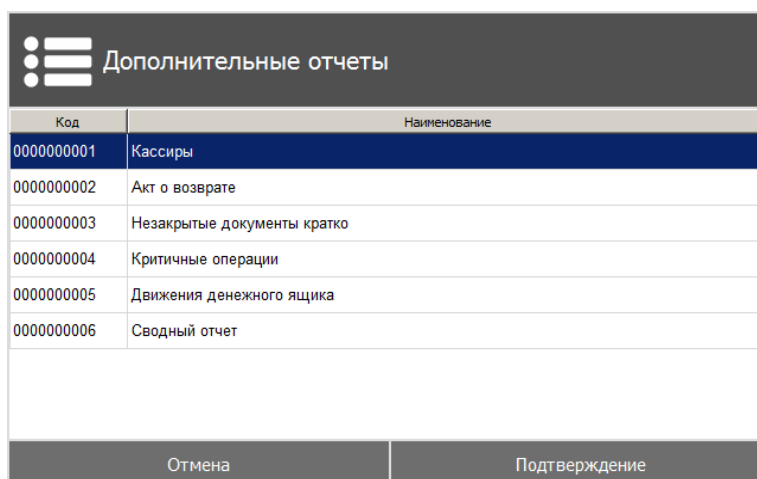 Дополнительные отчеты
Код Наименование
0000000001 Кассиры
0000000002 Акт о возврате
0000000003 Незакрытые документы кратко
0000000004 Критичные операции
0000000005 Движения денежного ящика
0000000006 Сводный отчет
Отмена Подтверждение